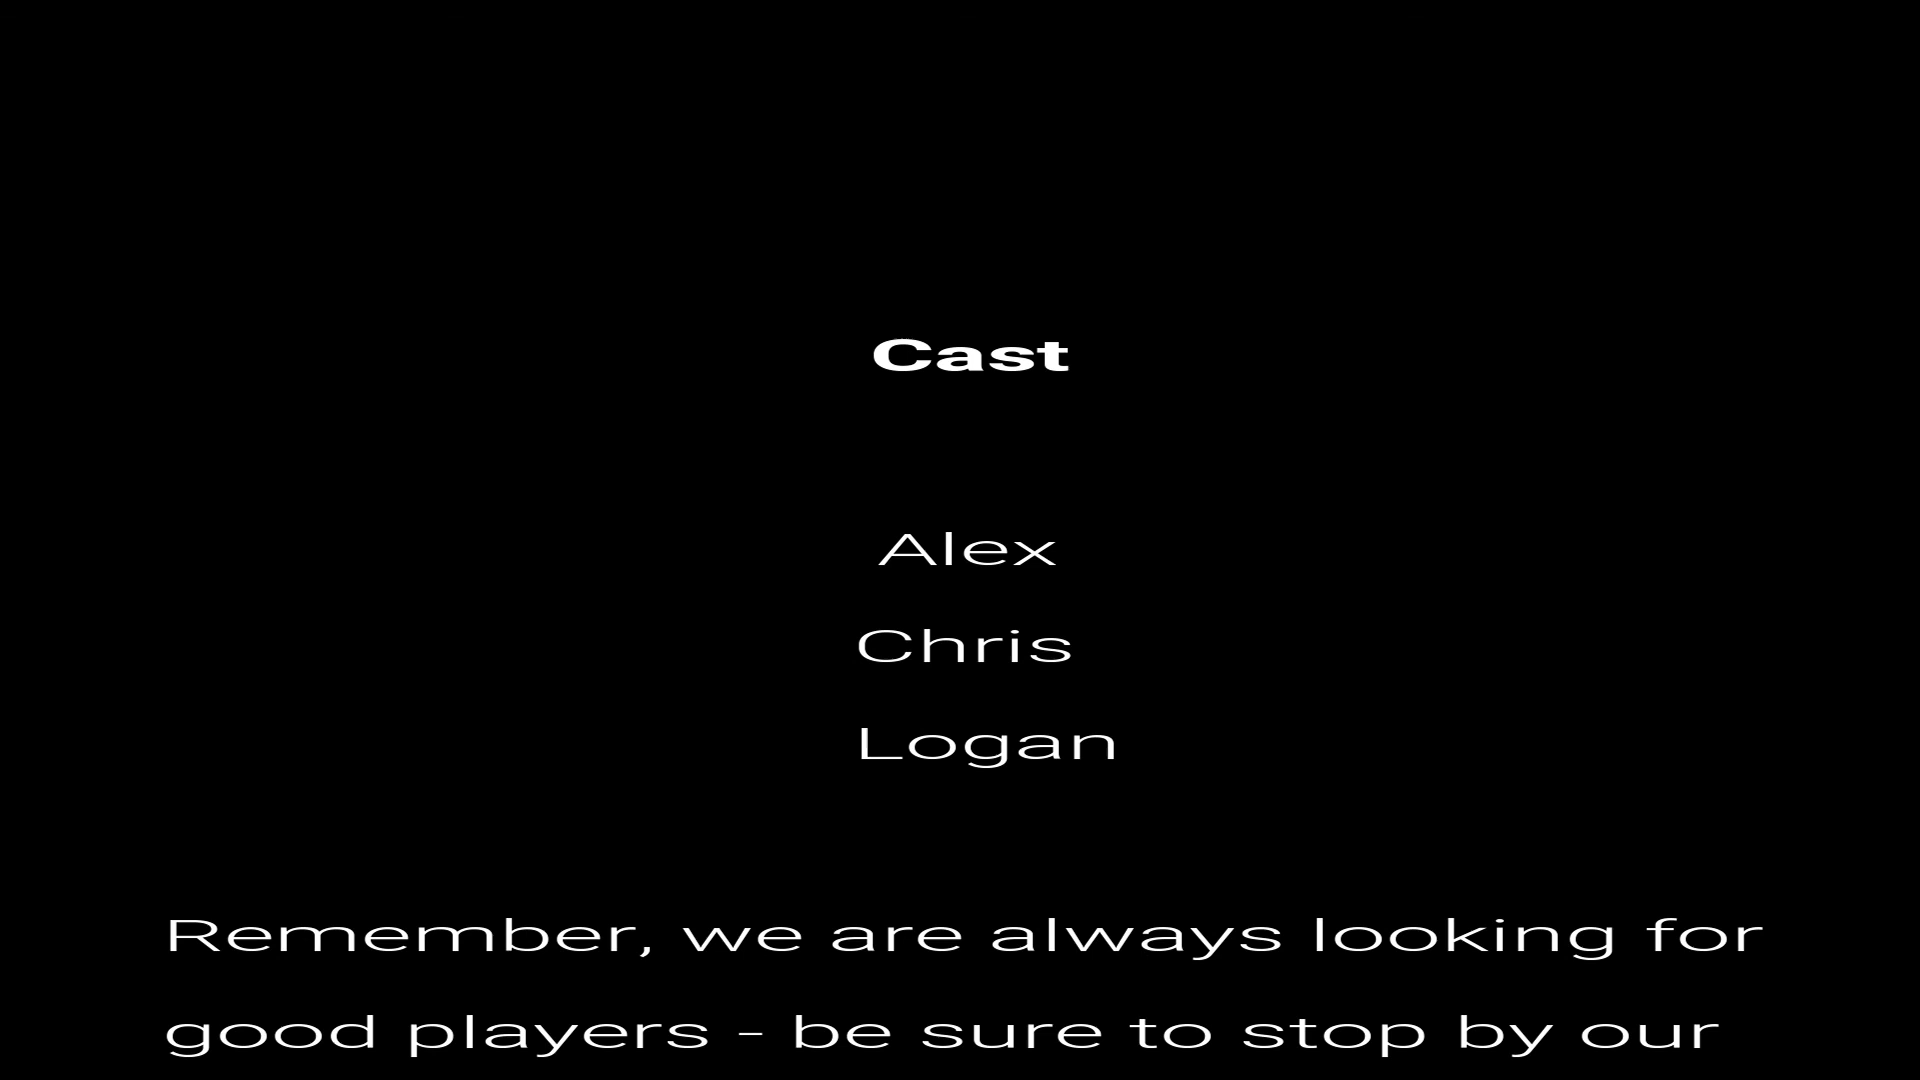 Cast
Alex
Chris
Logan
Remember, we are always looking for
good players - be sure to stop by our